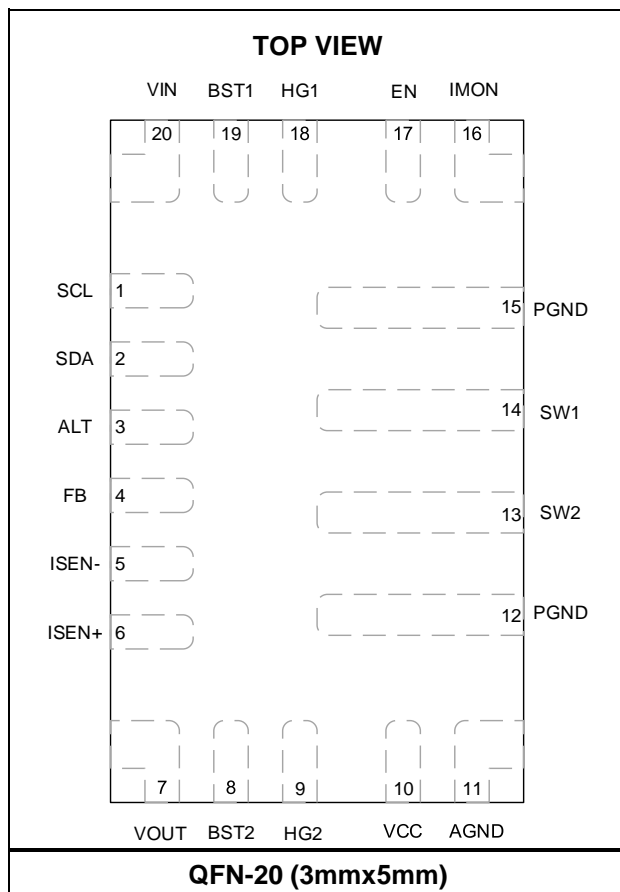 TOP VIEW
VIN BST1 HG1 EN IMON
20 19 18 17 16
SCL 1
15 PGND
SDA 2
14 SW1
ALT 3
FB 4
13 SW2
ISEN- 5
12 PGND
ISEN+ 6
7 8 9 10 11
VOUT BST2 HG2 VCC AGND
QFN-20 (3mmx5mm)